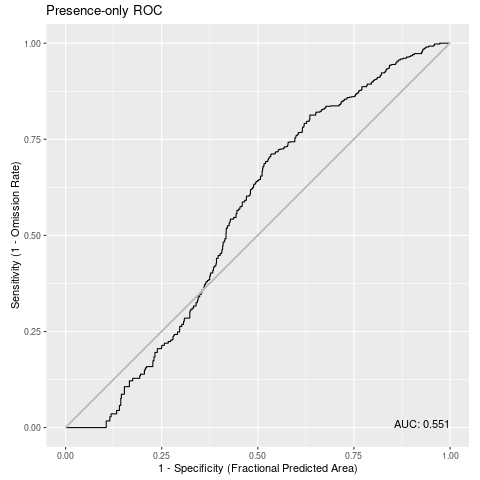 Presence-only ROC
Sensitivity (1 - Omission Rate)
1.00
0.75
0.50
0.25
0.00
AUC: 0.551
0.00 0.25 0.50 0.75 1.00
1 - Specificity (Fractional Predicted Area)